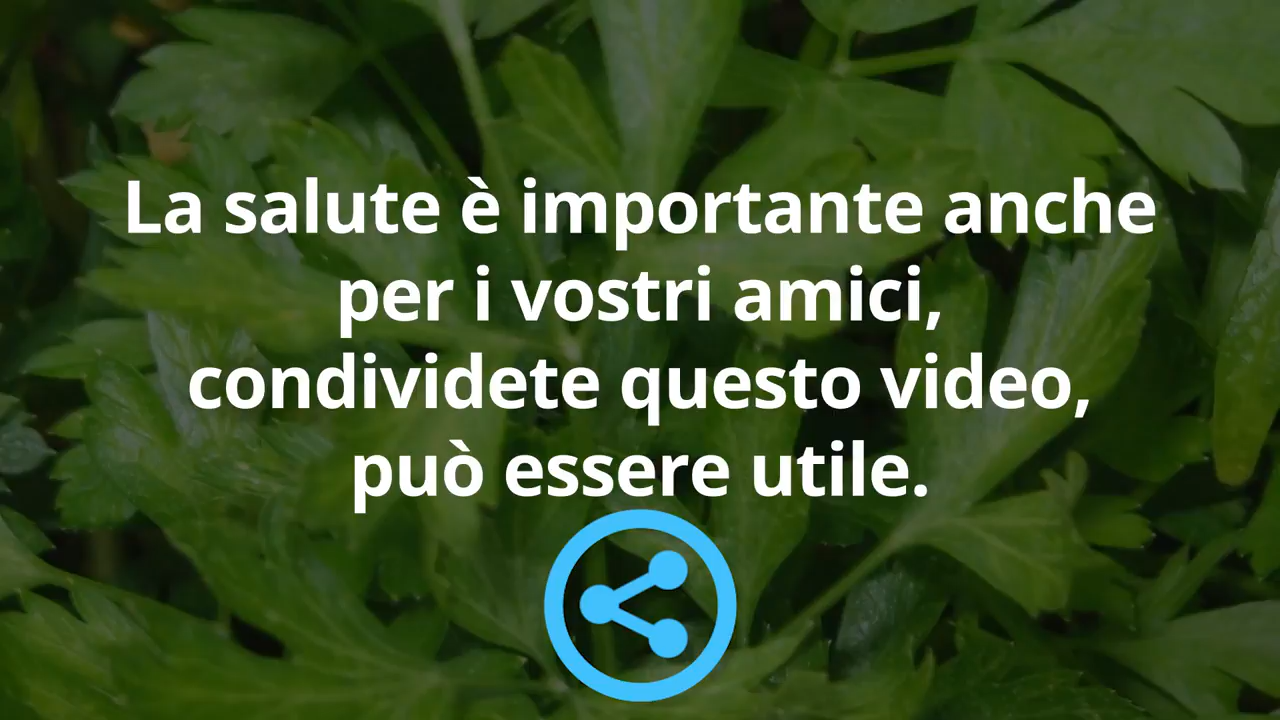 La salute è importante anche
per i vostri amici,
condividete questo video,
può essere utile.